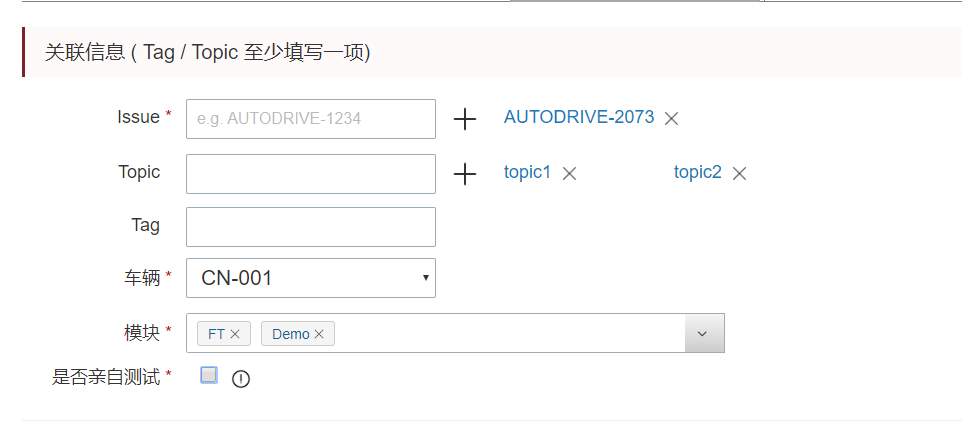 关联信息 ( Tag / Topic 至少填写一项)
Issue * e.g. AUTODRIVE-1234 AUTODRIVE-2073
Topic topic1 topic2
Tag
车辆 * CN-001
模块 * FT Demo
是否亲自测试 *